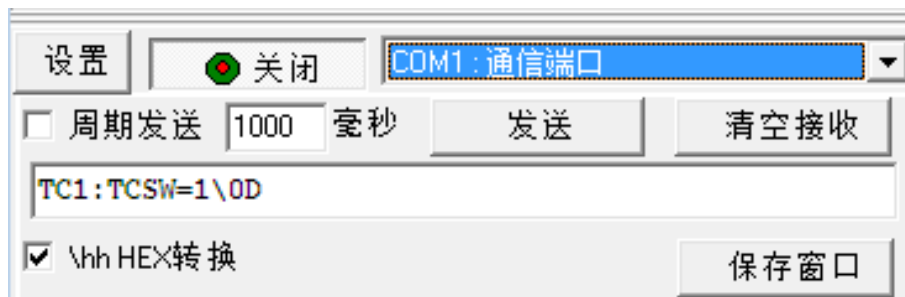 设置 关闭 COM1:通信端口
周期发送 1000 毫秒 发送 清空接收
TC1:TCSW=1\0D
\hh HEX转换 保存窗口